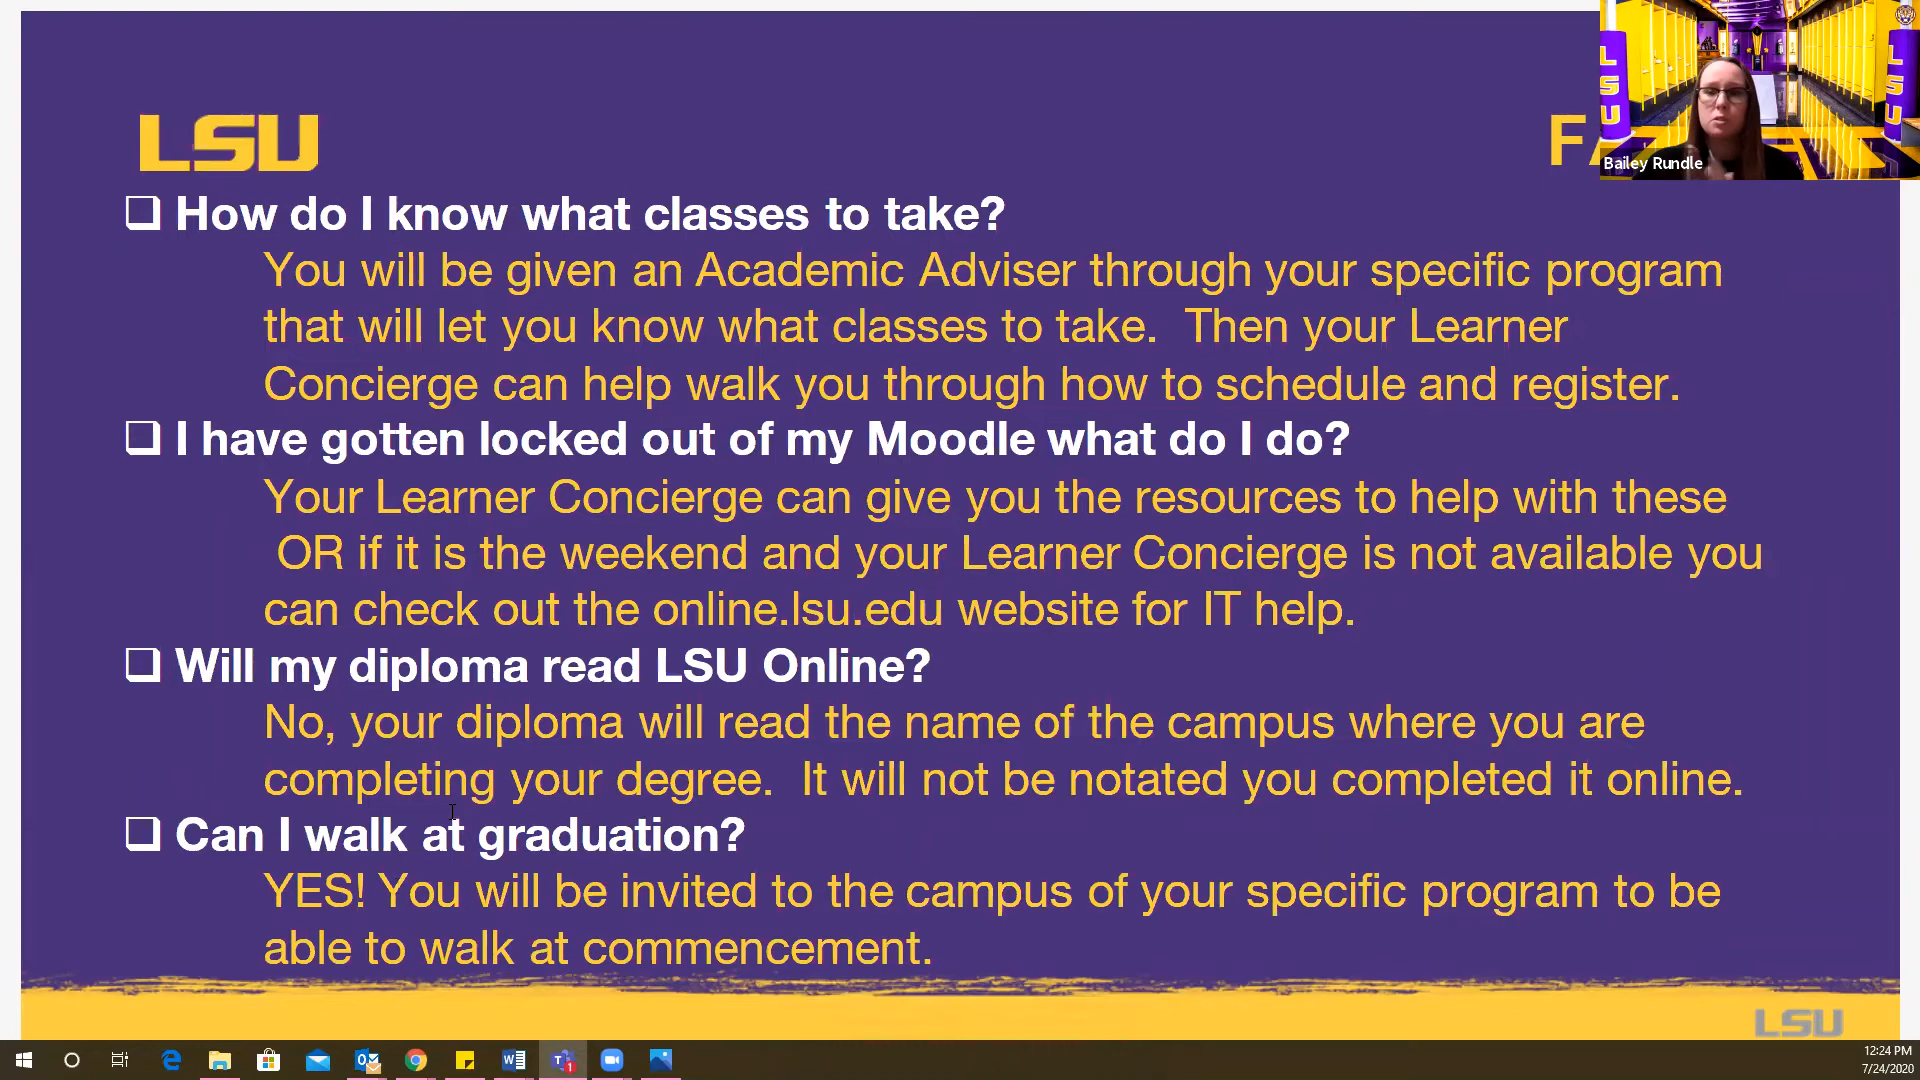 LSU
❑ How do I know what classes to take?
You will be given an Academic Adviser through your specific program
that will let you know what classes to take. Then your Learner
Concierge can help walk you through how to schedule and register.
❑ I have gotten locked out of my Moodle what do I do?
Your Learner Concierge can give you the resources to help with these
OR if it is the weekend and your Learner Concierge is not available you
can check out the online.lsu.edu website for IT help.
❑ Will my diploma read LSU Online?
No, your diploma will read the name of the campus where you are
completing your degree. It will not be notated you completed it online.
❑ Can I walk at graduation?
YES! You will be invited to the campus of your specific program to be
able to walk at commencement.
LSU
LSU
LSU
Bailey Rundle
12:24 PM
7/24/2020